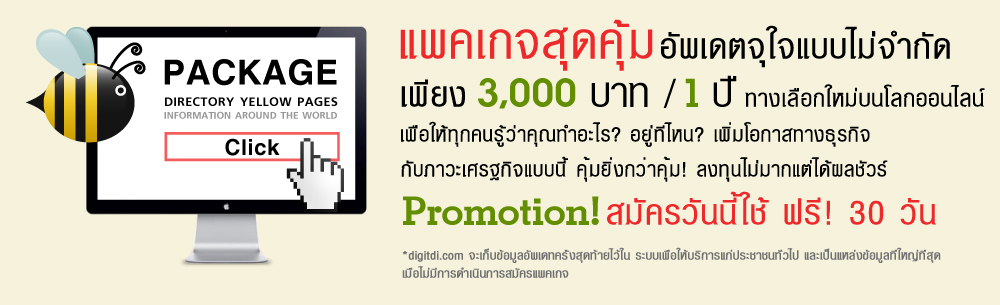 PACKAGE
DIRECTORY YELLOW PAGES
INFORMATION AROUND THE WORLD
Click
แพคเกจสุดคุ้ม อัพเดตจุใจแบบไม่จำกัด
เพียง 3,000 บาท / 1 ปี ทางเลือกใหม่บนโลกออนไลน์
เพื่อให้ทุกคนรู้ว่าคุณทำอะไร? อยู่ที่ไหน? เพิ่มโอกาสทางธุรกิจ
กับภาวะเศรฐกิจแบบนี้ คุ้มยิ่งกว่าคุ้ม! ลงทุนไม่มากแต่ได้ผลชัวร์
Promotion! สมัครวันนี้ใช้ ฟรี! 30 วัน
*digitdi.com จะเก็บข้อมูลอัพเดทครั้งสุดท้ายไว้ใน ระบบเพื่อให้บริการแก่ประชาชนทั่วไป และเป็นแหล่งข้อมูลที่ใหญ่ที่สุด
เมื่อไม่มีการดำเนินการสมัครแพคเกจ